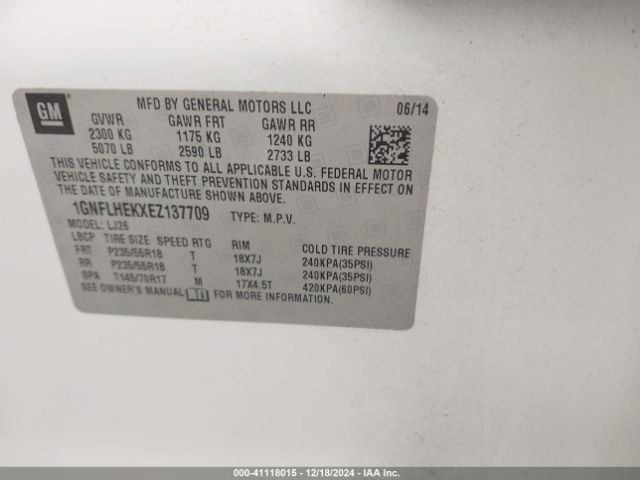 GM
MFD BY GENERAL MOTORS LLC 06/14
GVWR GAWR FRT GAWR RR
2300 KG 1175 KG 1240 KG
5070 LB 2590 LB 2733 LB
THIS VEHICLE CONFORMS TO ALL APPLICABLE U.S. FEDERAL MOTOR
VEHICLE SAFETY AND THEFT PREVENTION STANDARDS IN EFFECT ON
THE DATE OF MANUFACTURE SHOWN ABOVE.
1GNFLHEKXEZ137709 TYPE: M.P.V.
MODEL: LJ26
LBCP TIRE SIZE SPEED RTG RIM COLD TIRE PRESSURE
FRT P235/55R18 T 18X7J 240KPA(35PSI)
RR P235/55R18 T 18X7J 240KPA(35PSI)
SPA T145/70R17 M 17X4.5T 420KPA(60PSI)
SEE OWNER'S MANUAL FOR MORE INFORMATION.
000-41118015 - 12/18/2024 - IAA Inc.